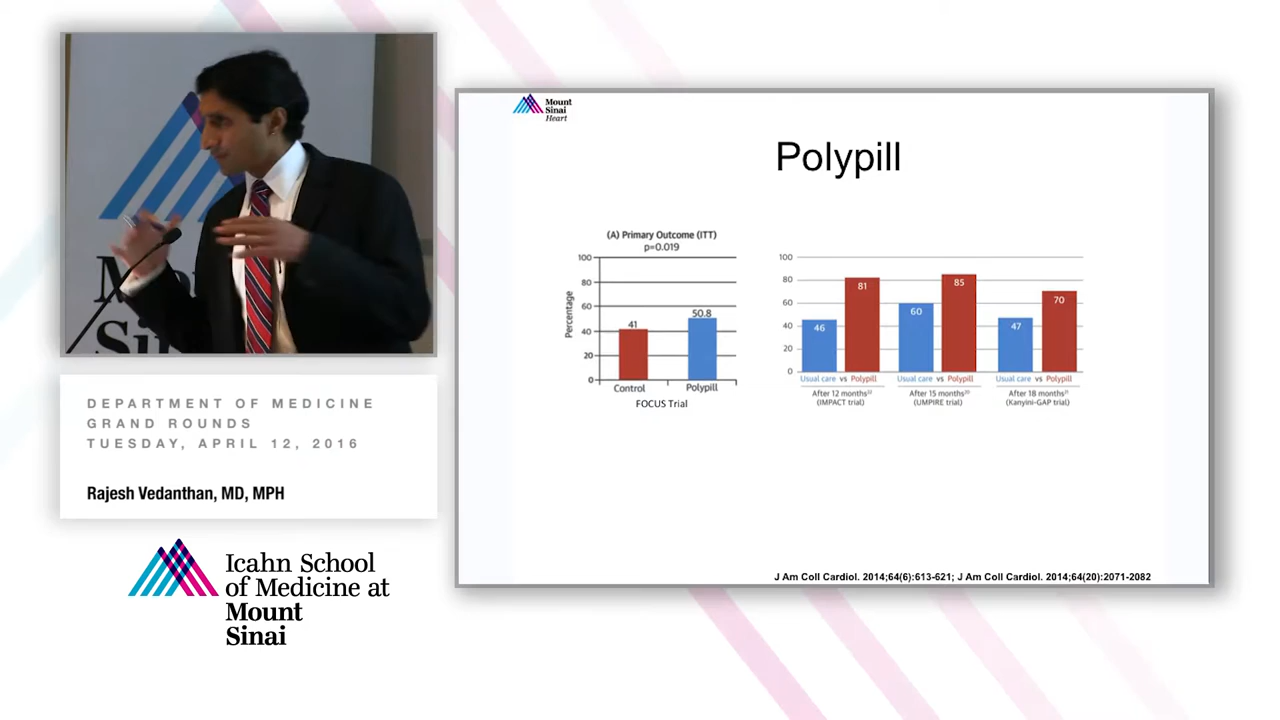 Mount
Sinai
Heart
Polypill
(A) Primary Outcome (ITT)
p=0.019
Percentage
100
80
60
40
20
0
41
50.8
Control
Polypill
FOCUS Trial
100
80
60
40
20
0
46
81
60
85
47
70
Usual care vs Polypill
Usual care vs Polypill
Usual care vs Polypill
After 12 months²²
(IMPACT trial)
After 15 months²⁰
(UMPIRE trial)
After 18 months²¹
(Kanyini-GAP trial)
J Am Coll Cardiol. 2014;64(6):613-621; J Am Coll Cardiol. 2014;64(20):2071-2082
DEPARTMENT OF MEDICINE
GRAND ROUNDS
TUESDAY, APRIL 12, 2016
Rajesh Vedanthan, MD, MPH
Icahn School
of Medicine at
Mount
Sinai